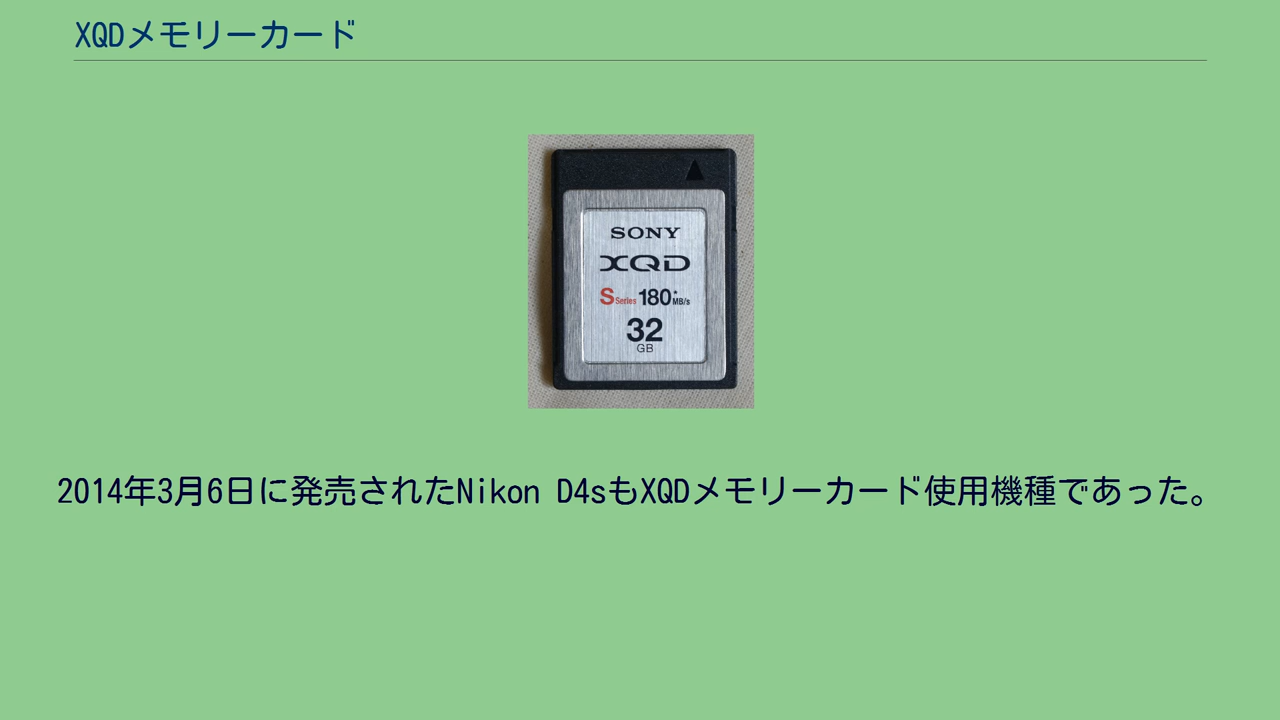 XQDメモリーカード
SONY
XQD
S Series 180*MB/s
32
GB
2014年3月6日に発売されたNikon D4sもXQDメモリーカード使用機種であった。